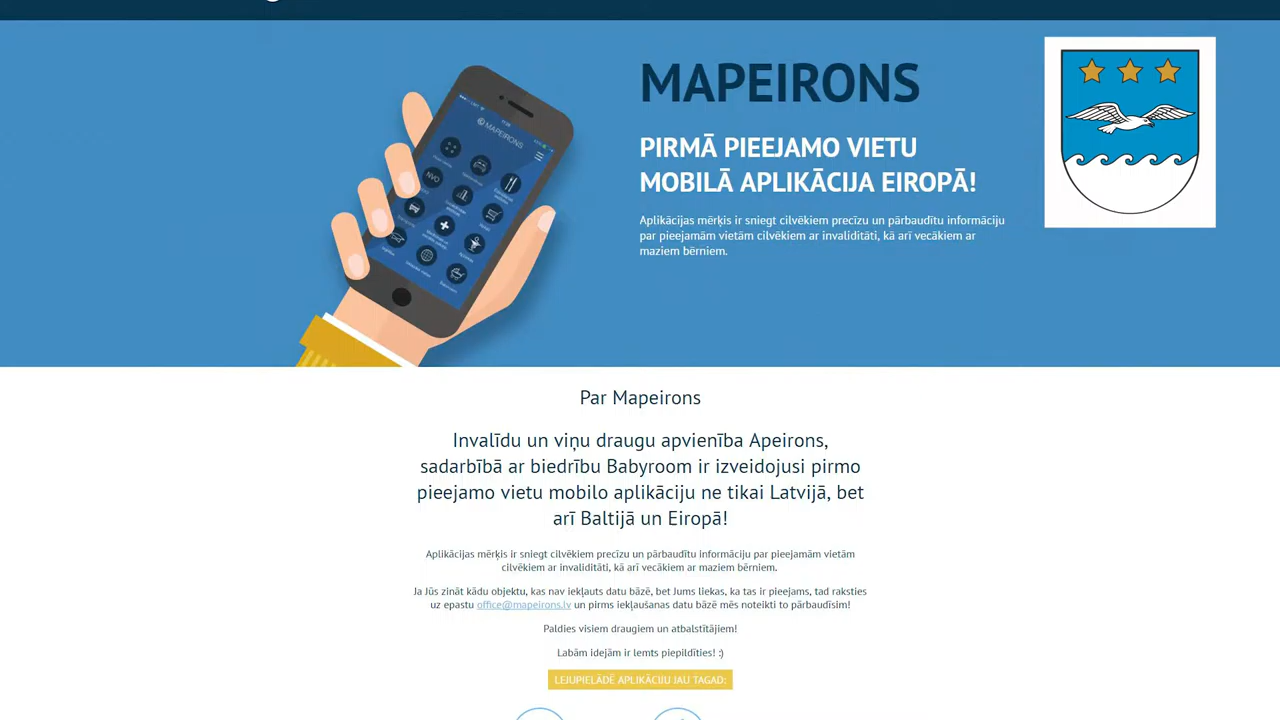 MAPEIRONS
PIRMĀ PIEEJAMO VIETU
MOBILĀ APLIKĀCIJA EIROPĀ!
Aplikācijas mērķis ir sniegt cilvēkiem precīzu un pārbaudītu informāciju
par pieejamām vietām cilvēkiem ar invaliditāti, kā arī vecākiem ar
maziem bērniem.
MAPEIRONS
NVO
Par Mapeirons
Invalīdu un viņu draugu apvienība Apeirons,
sadarbībā ar biedrību Babyroom ir izveidojusi pirmo
pieejamo vietu mobilo aplikāciju ne tikai Latvijā, bet
arī Baltijā un Eiropā!
Aplikācijas mērķis ir sniegt cilvēkiem precīzu un pārbaudītu informāciju par pieejamām vietām
cilvēkiem ar invaliditāti, kā arī vecākiem ar maziem bērniem.
Ja Jūs zināt kādu objektu, kas nav iekļauts datu bāzē, bet Jums liekas, ka tas ir pieejams, tad raksties
uz epastu office@mapeirons.lv un pirms iekļaušanas datu bāzē mēs noteikti to pārbaudīsim!
Paldies visiem draugiem un atbalstītājiem!
Labām idejām ir lemts piepildīties! :)
LEJUPIELĀDĒ APLIKĀCIJU JAU TAGAD: